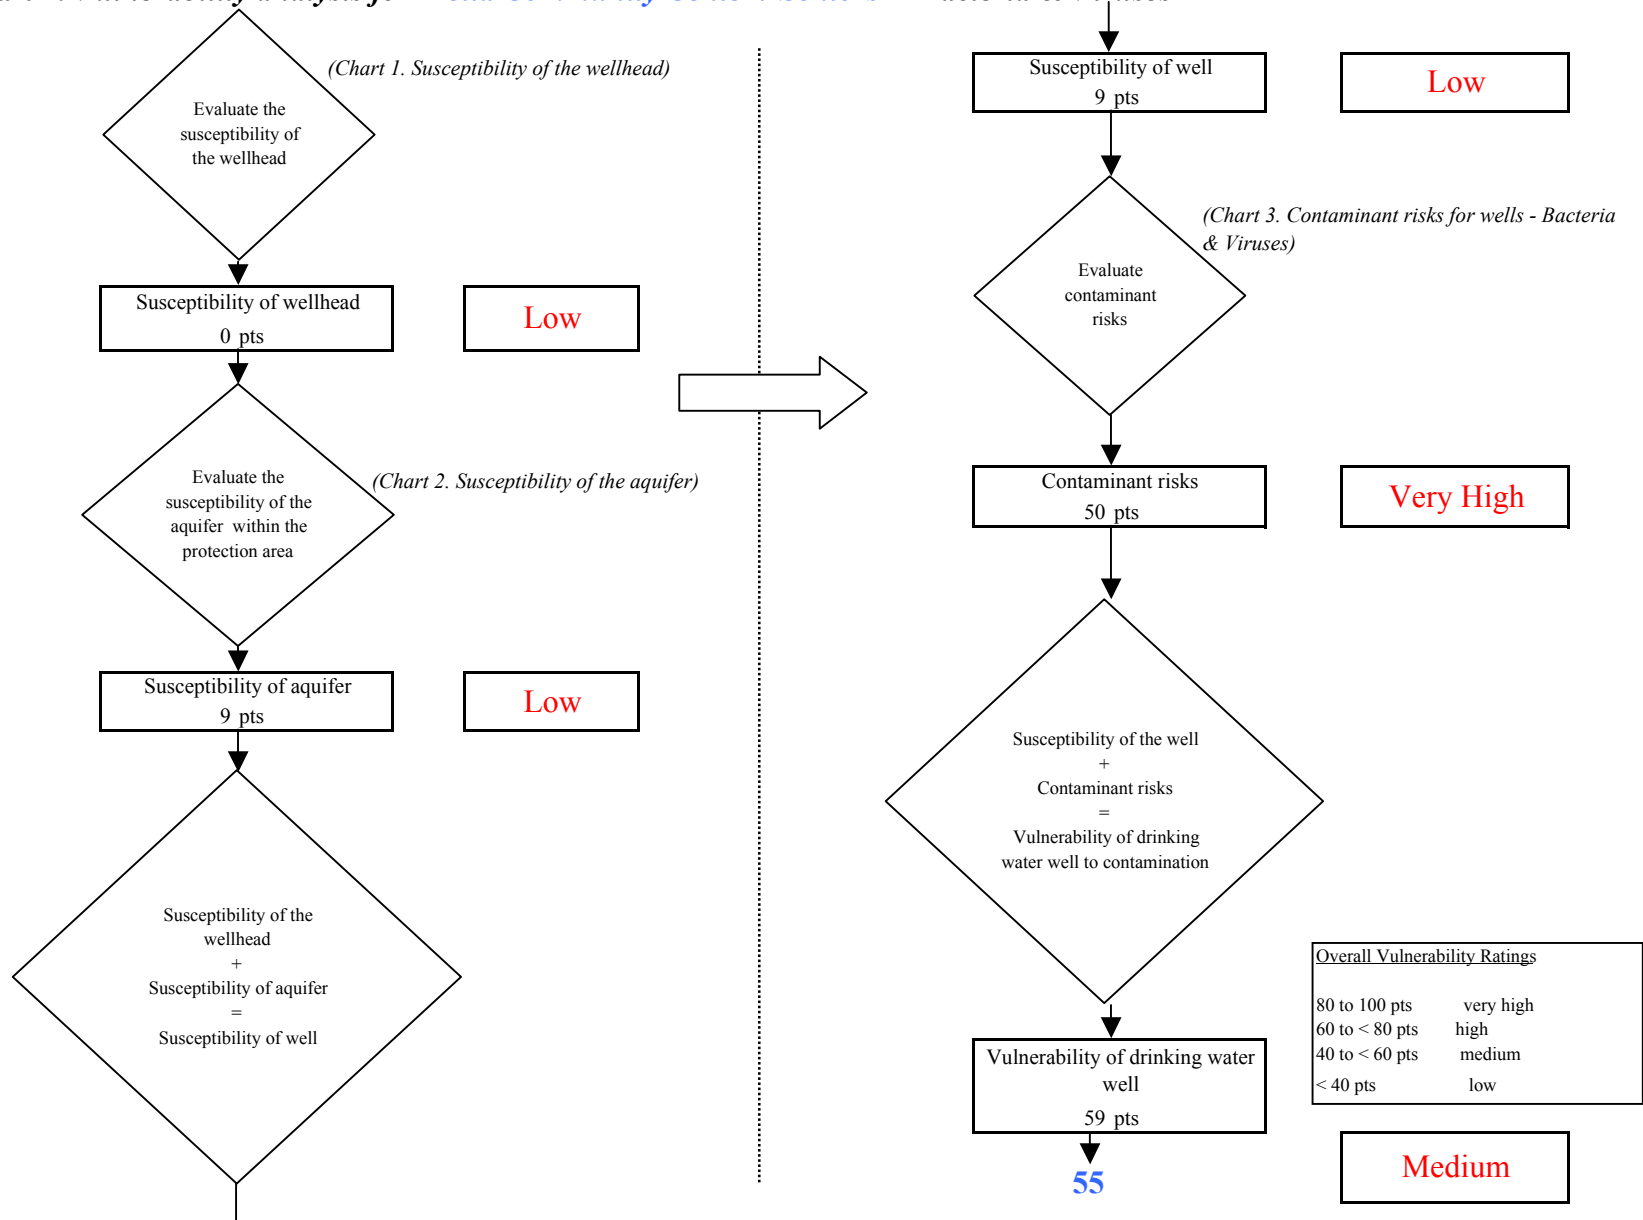 (Chart 1. Susceptibility of the wellhead)
Evaluate the
susceptibility of
the wellhead
Susceptibility of wellhead
0 pts
Low
Evaluate the
susceptibility of the
aquifer within the
protection area
(Chart 2. Susceptibility of the aquifer)
Susceptibility of aquifer
9 pts
Low
Susceptibility of the
wellhead
+
Susceptibility of aquifer
=
Susceptibility of well
Susceptibility of well
9 pts
Low
(Chart 3. Contaminant risks for wells - Bacteria
& Viruses)
Evaluate
contaminant
risks
Contaminant risks
50 pts
Very High
Susceptibility of the well
+
Contaminant risks
=
Vulnerability of drinking
water well to contamination
Overall Vulnerability Ratings
80 to 100 pts very high
60 to < 80 pts high
40 to < 60 pts medium
< 40 pts low
Vulnerability of drinking water
well
59 pts
55
Medium